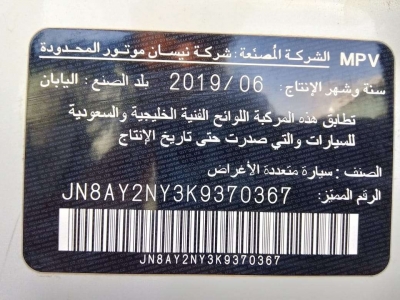 MPV الشركة المصنعة: شركة نيسان موتور المحدودة
سنة وشهر الإنتاج: 2019/06 بلد الصنع: اليابان
تطابق هذه المركبة اللوائح الفنية الخليجية والسعودية
للسيارات والتي صدرت حتى تاريخ الإنتاج
الصنف: سيارة متعددة الأغراض
الرقم المميز: JN8AY2NY3K9370367
JN8AY2NY3K9370367